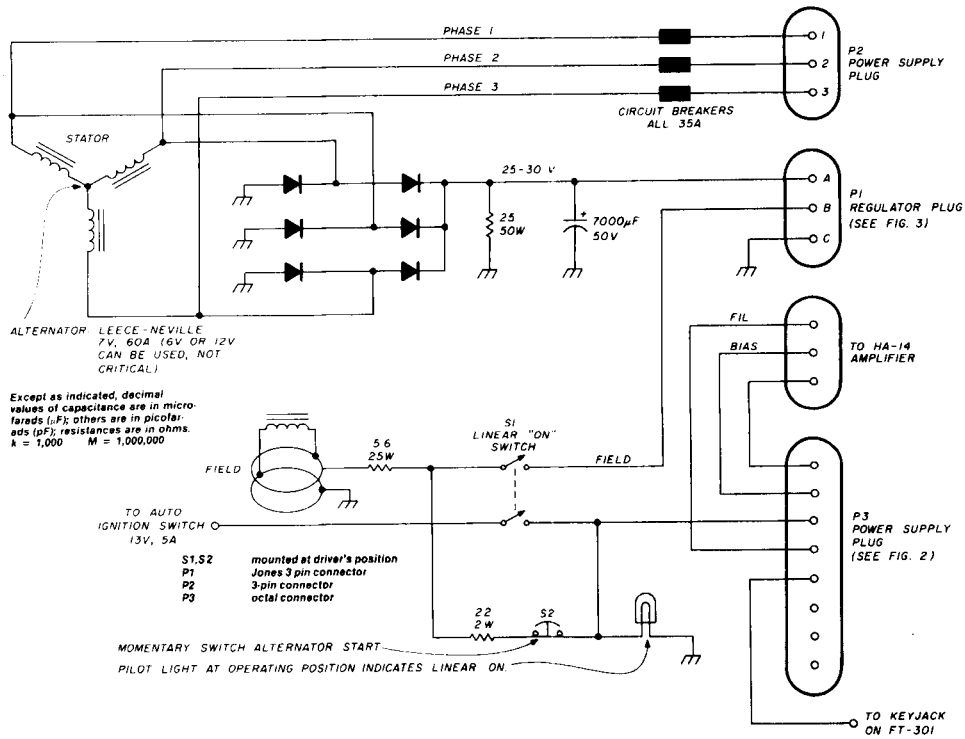 PHASE 1
PHASE 2
PHASE 3
CIRCUIT BREAKERS
ALL 35A
1
2
3
P2
POWER SUPPLY
PLUG
STATOR
25-30 V
25
50W
+
7000µF
50V
A
B
C
P1
REGULATOR PLUG
(SEE FIG. 3)
ALTERNATOR LEECE-NEVILLE
7V, 60A (6V OR 12V
CAN BE USED, NOT
CRITICAL)
FIL
BIAS
TO HA-14
AMPLIFIER
Except as indicated, decimal
values of capacitance are in micro-
farads (µF); others are in picofar-
ads (pF); resistances are in ohms.
k = 1,000 M = 1,000,000
S1
LINEAR "ON"
SWITCH
56
25W
FIELD
FIELD
TO AUTO
IGNITION SWITCH
13V, 5A
P3
POWER SUPPLY
PLUG
(SEE FIG. 2)
S1,S2 mounted at driver's position
P1 Jones 3 pin connector
P2 3-pin connector
P3 octal connector
22
2W
S2
MOMENTARY SWITCH ALTERNATOR START
PILOT LIGHT AT OPERATING POSITION INDICATES LINEAR ON.
TO KEYJACK
ON FT-301